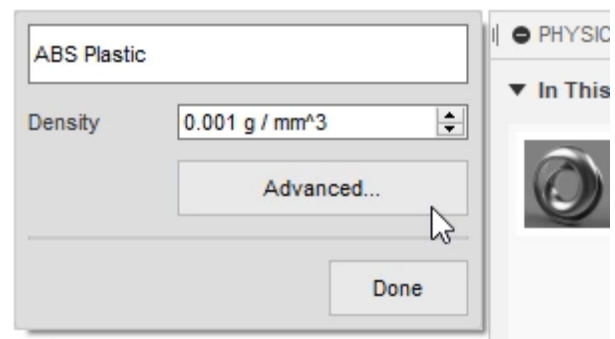 ABS Plastic
Density
0.001 g / mm^3
Advanced...
Done
PHYSIC
In This